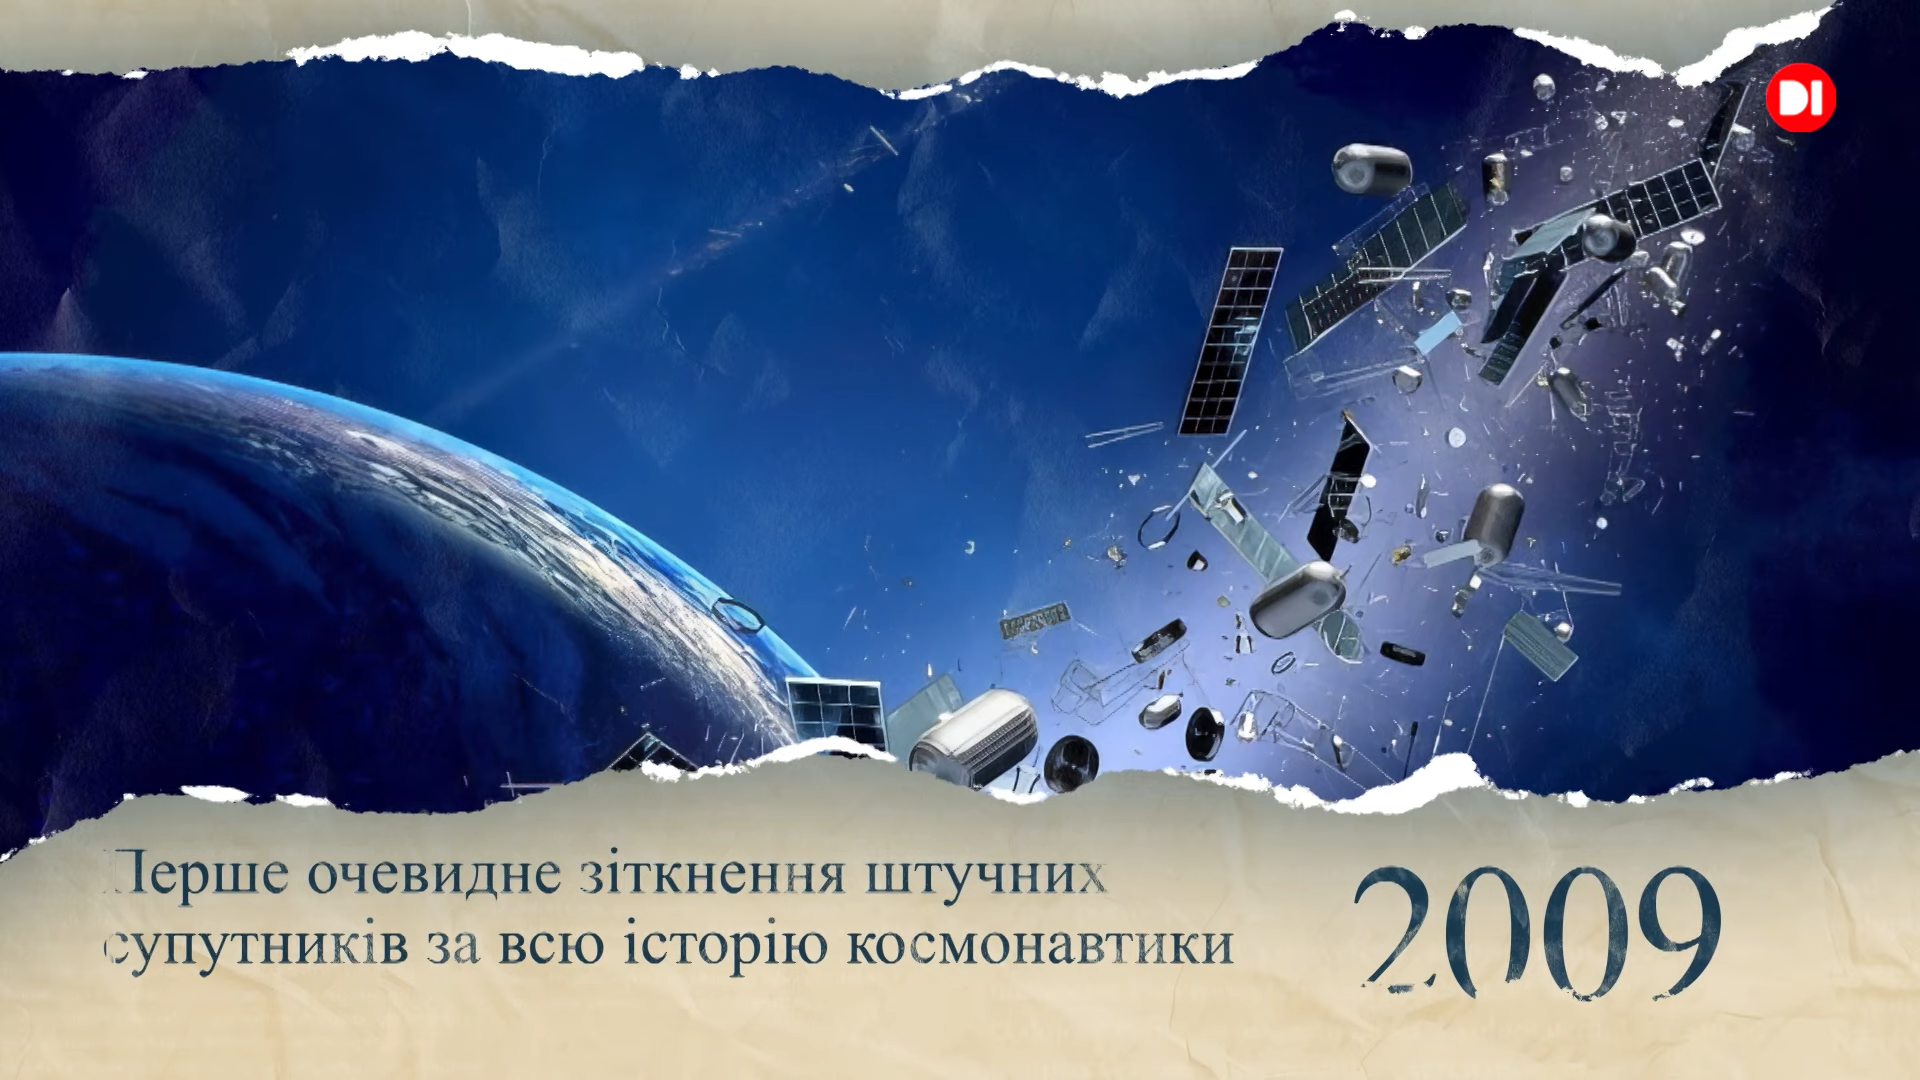 DI
Перше очевидне зіткнення штучних
супутників за всю історію космонавтики
2009